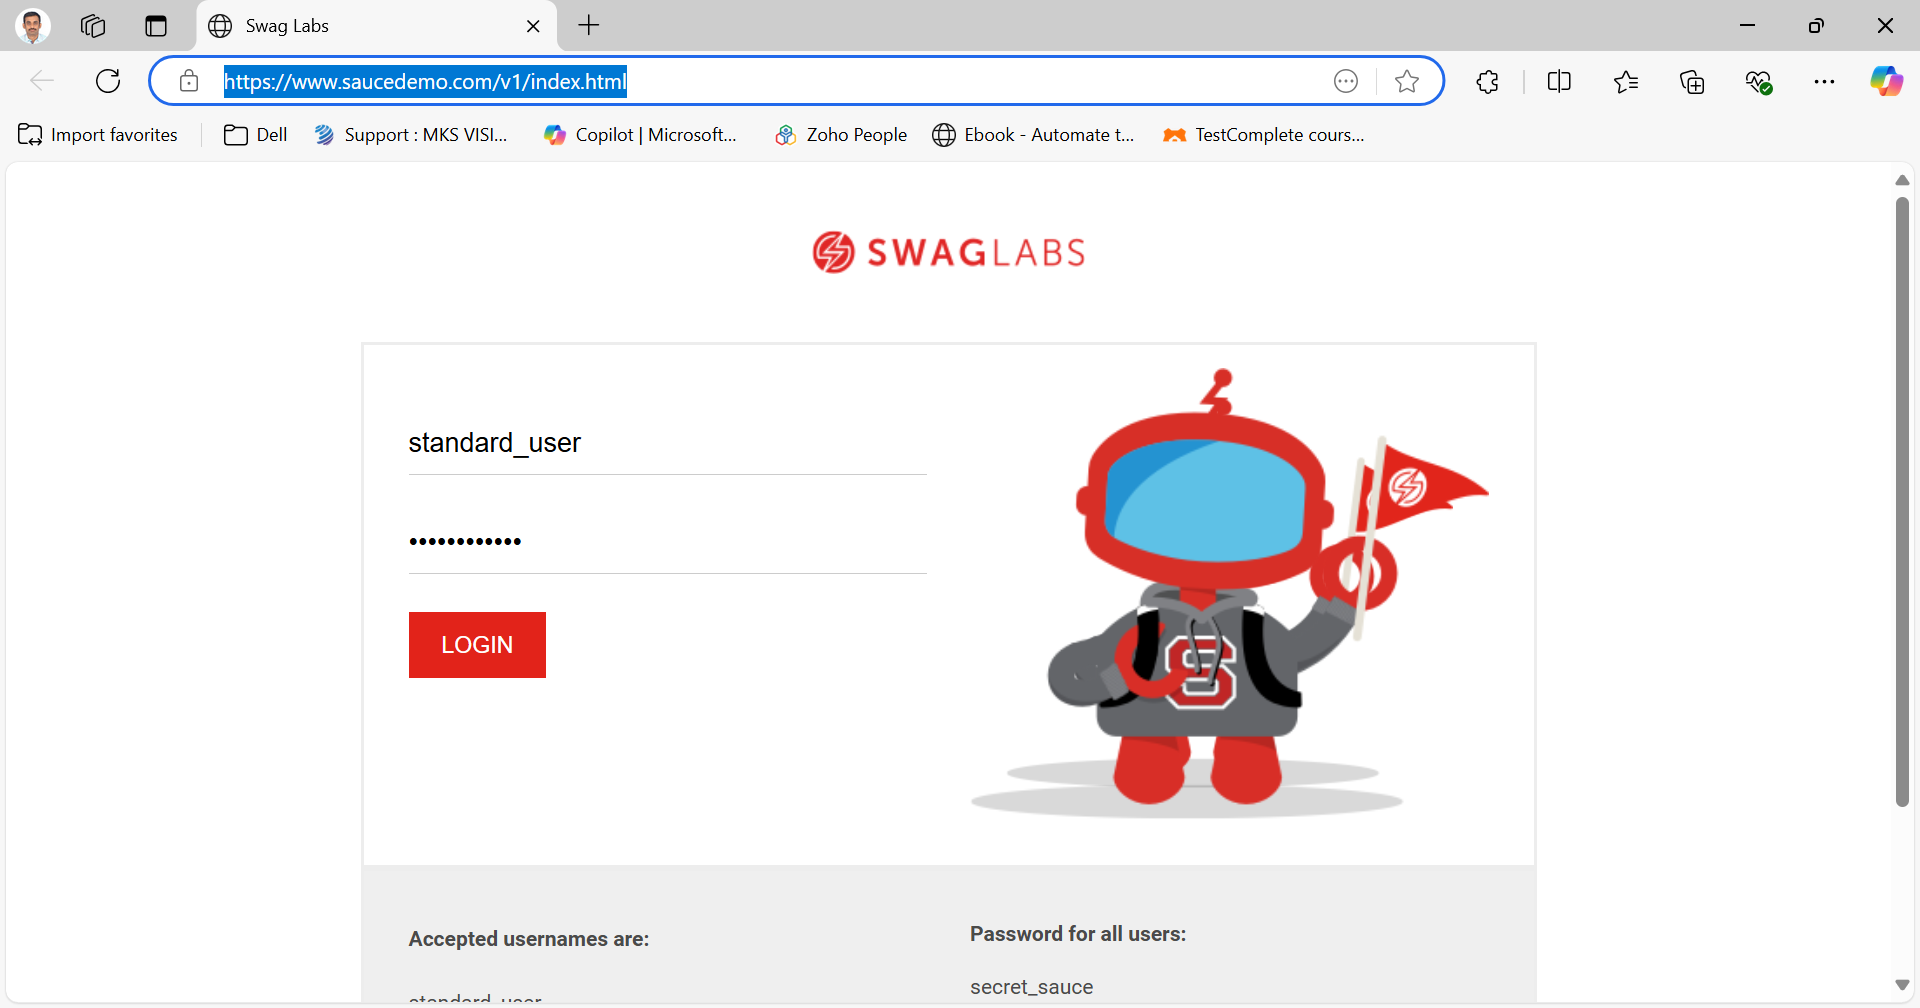 Swag Labs
https://www.saucedemo.com/v1/index.html
Import favorites
Dell
Support : MKS VISI...
Copilot | Microsoft...
Zoho People
Ebook - Automate t...
TestComplete cours...
SWAGLABS
standard_user
••••••••••••
LOGIN
S
Accepted usernames are:
standard_user
Password for all users:
secret_sauce